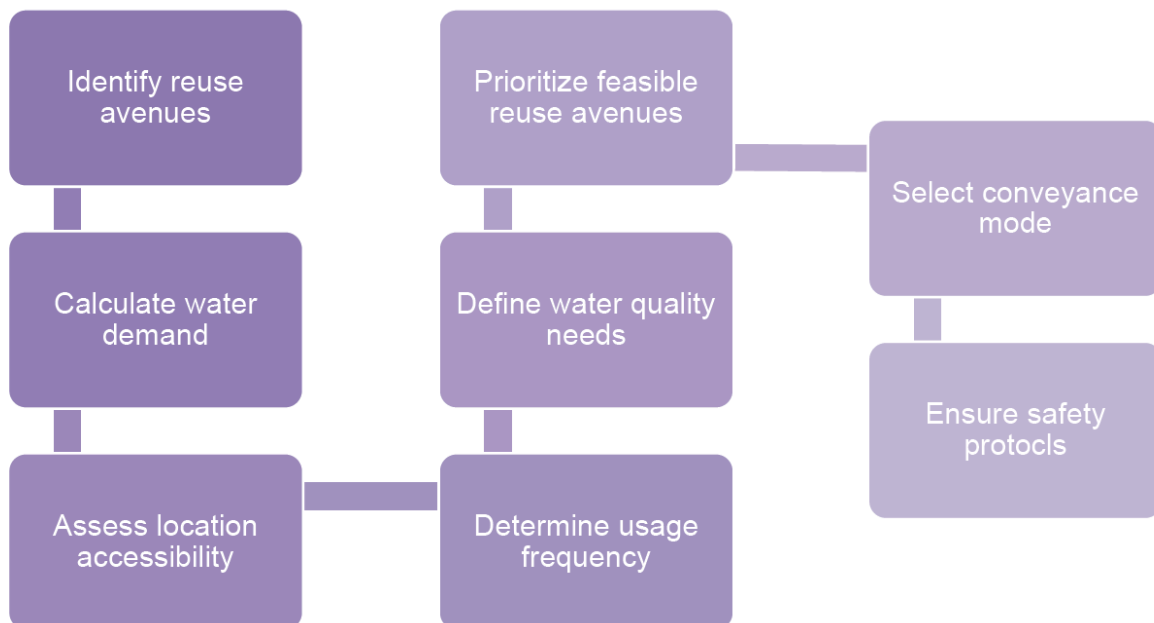 Identify reuse
avenues
Calculate water
demand
Assess location
accessibility
Determine usage
frequency
Define water quality
needs
Prioritize feasible
reuse avenues
Select conveyance
mode
Ensure safety
protocls